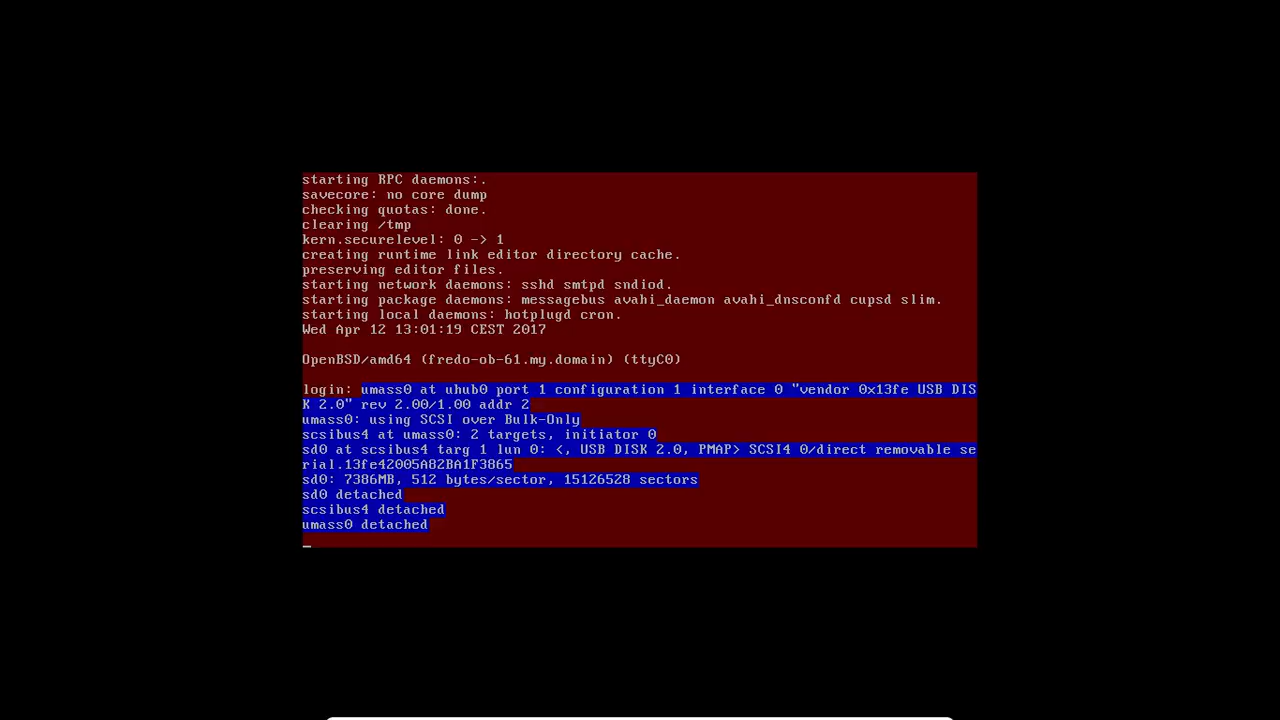 starting RPC daemons:.
savecore: no core dump
checking quotas: done.
clearing /tmp
kern.securelevel: 0 -> 1
creating runtime link editor directory cache.
preserving editor files.
starting network daemons: sshd smtpd sndiod.
starting package daemons: messagebus avahi_daemon avahi_dnsconfd cupsd slim.
starting local daemons: hotplugd cron.
Wed Apr 12 13:01:19 CEST 2017
OpenBSD/amd64 (fredo-ob-61.my.domain) (ttyC0)
login: umass0 at uhub0 port 1 configuration 1 interface 0 "vendor 0x13fe USB DIS
K 2.0" rev 2.00/1.00 addr 2
umass0: using SCSI over Bulk-Only
scsibus4 at umass0: 2 targets, initiator 0
sd0 at scsibus4 targ 1 lun 0: <, USB DISK 2.0, PMAP> SCSI4 0/direct removable se
rial.13fe42005A82BA1F3865
sd0: 7386MB, 512 bytes/sector, 15126528 sectors
sd0 detached
scsibus4 detached
umass0 detached